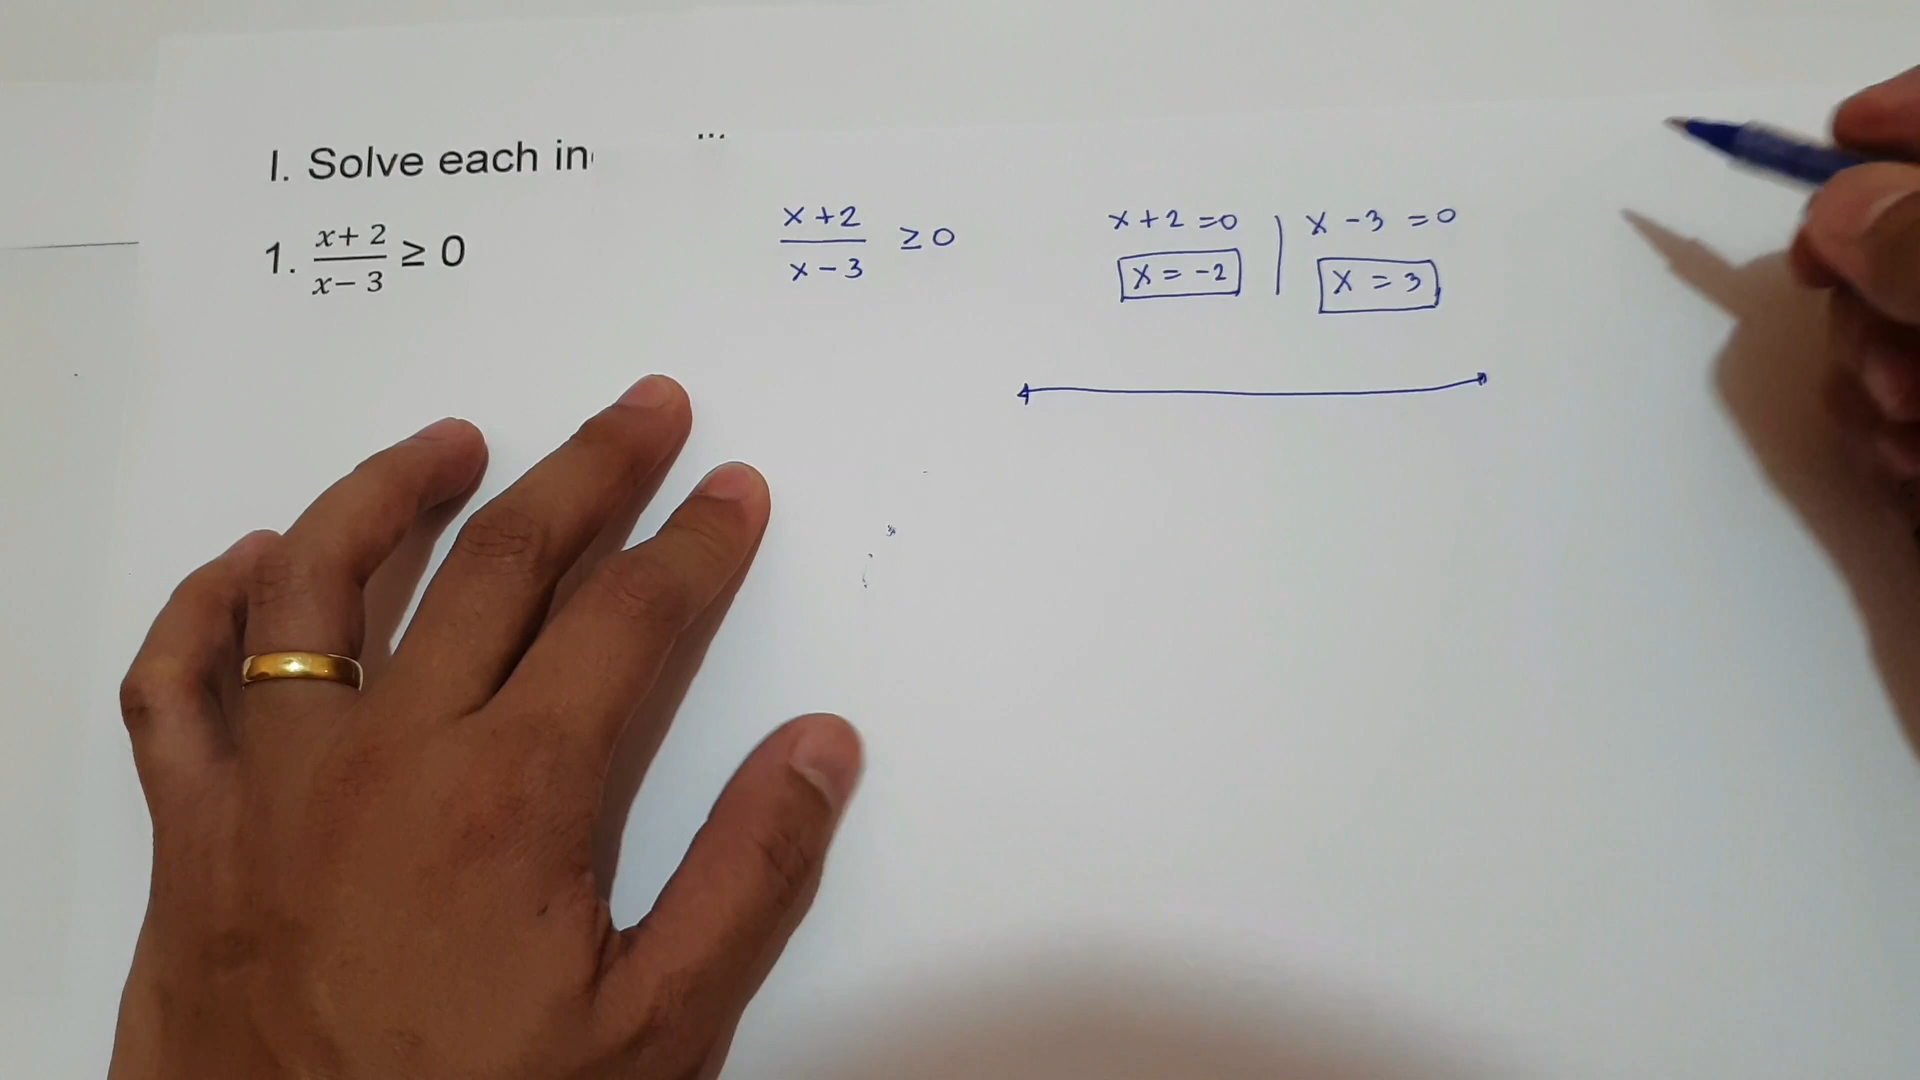 I. Solve each in
...
1. x+ 2 / x− 3 ≥ 0
x+2 / x-3 ≥ 0
x+2 =0 | x -3 =0
x = -2 | x = 3